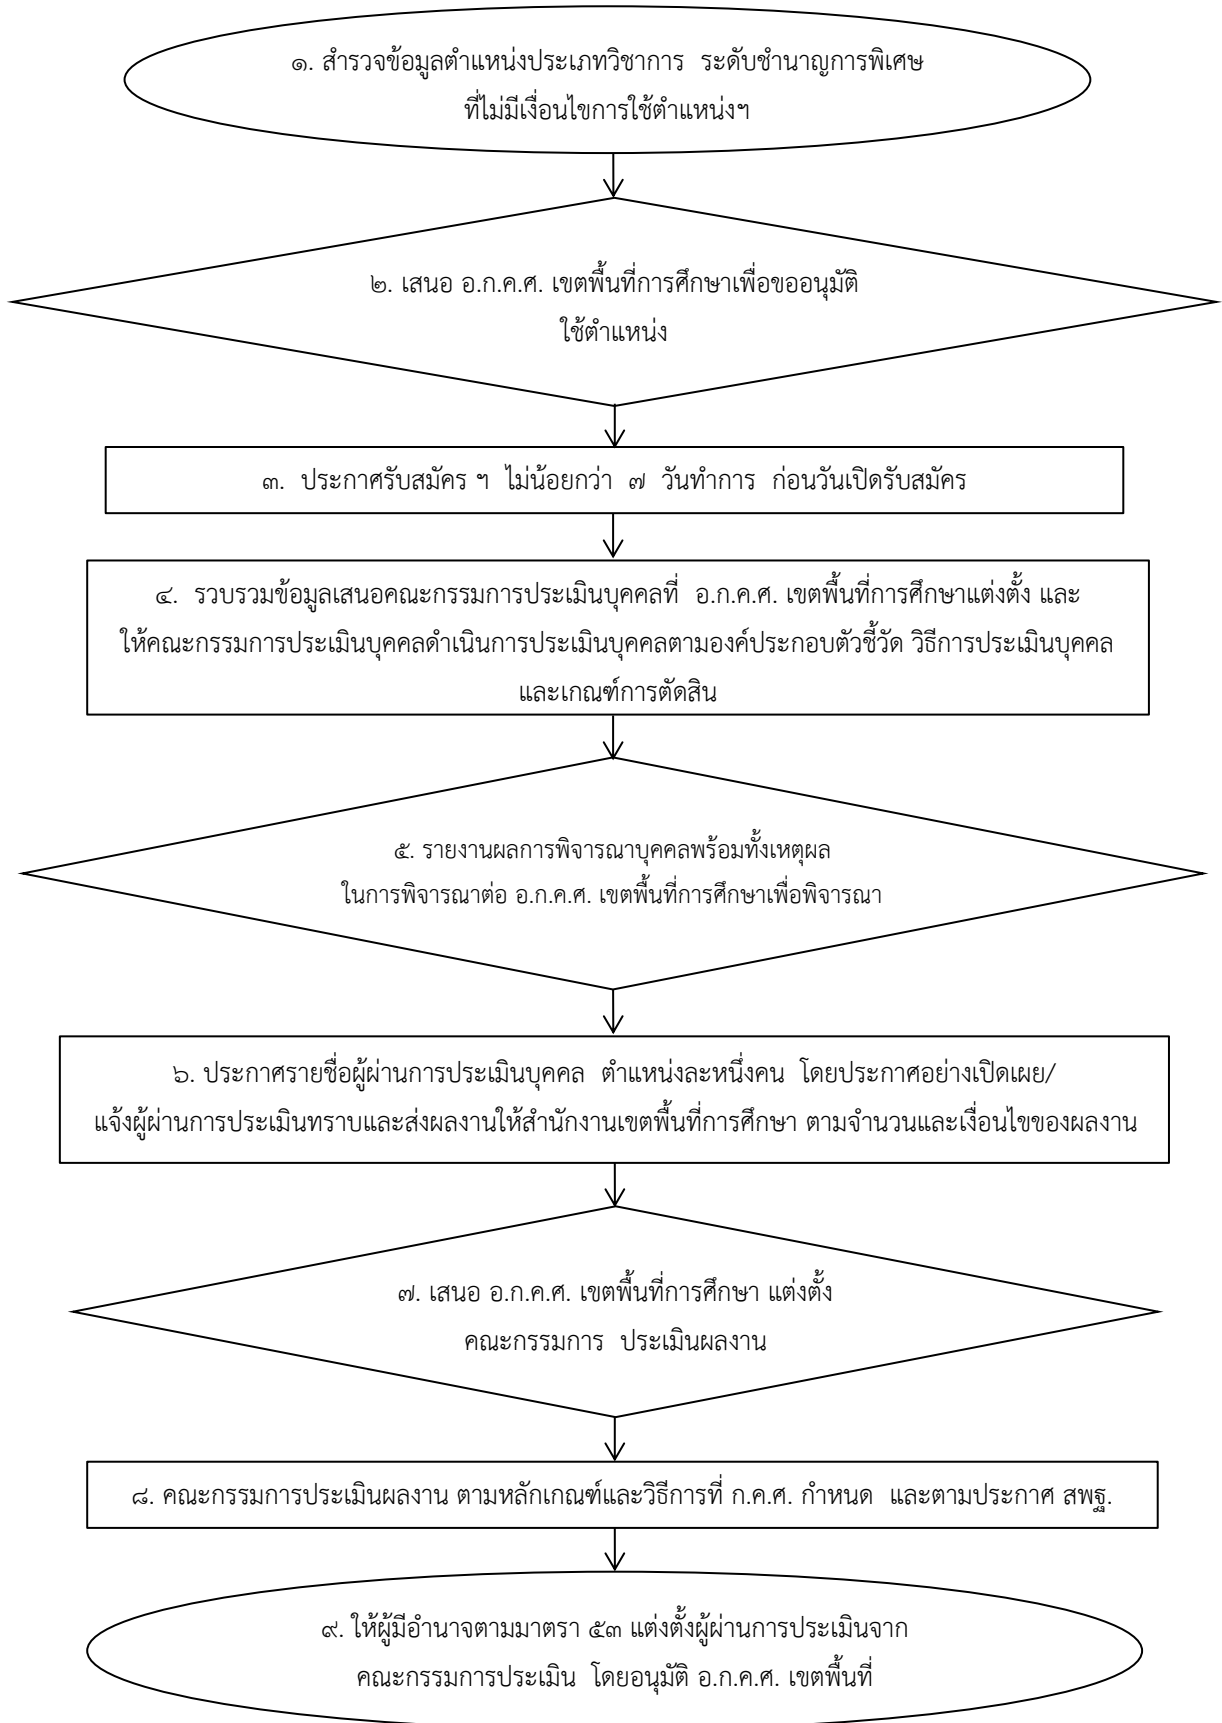 ๑. สำรวจข้อมูลตำแหน่งประเภทวิชาการ ระดับชำนาญการพิเศษ
ที่ไม่มีเงื่อนไขการใช้ตำแหน่งฯ
๒. เสนอ อ.ก.ค.ศ. เขตพื้นที่การศึกษาเพื่อขออนุมัติ
ใช้ตำแหน่ง
๓. ประกาศรับสมัคร ฯ ไม่น้อยกว่า ๗ วันทำการ ก่อนวันเปิดรับสมัคร
๔. รวบรวมข้อมูลเสนอคณะกรรมการประเมินบุคคลที่ อ.ก.ค.ศ. เขตพื้นที่การศึกษาแต่งตั้ง และ
ให้คณะกรรมการประเมินบุคคลดำเนินการประเมินบุคคลตามองค์ประกอบตัวชี้วัด วิธีการประเมินบุคคล
และเกณฑ์การตัดสิน
๕. รายงานผลการพิจารณาบุคคลพร้อมทั้งเหตุผล
ในการพิจารณาต่อ อ.ก.ค.ศ. เขตพื้นที่การศึกษาเพื่อพิจารณา
๖. ประกาศรายชื่อผู้ผ่านการประเมินบุคคล ตำแหน่งละหนึ่งคน โดยประกาศอย่างเปิดเผย/
แจ้งผู้ผ่านการประเมินทราบและส่งผลงานให้สำนักงานเขตพื้นที่การศึกษา ตามจำนวนและเงื่อนไขของผลงาน
๗. เสนอ อ.ก.ค.ศ. เขตพื้นที่การศึกษา แต่งตั้ง
คณะกรรมการ ประเมินผลงาน
๘. คณะกรรมการประเมินผลงาน ตามหลักเกณฑ์และวิธีการที่ ก.ค.ศ. กำหนด และตามประกาศ สพฐ.
๙. ให้ผู้มีอำนาจตามมาตรา ๕๓ แต่งตั้งผู้ผ่านการประเมินจาก
คณะกรรมการประเมิน โดยอนุมัติ อ.ก.ค.ศ. เขตพื้นที่